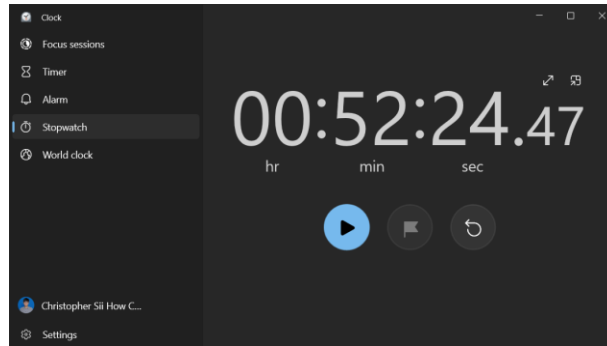 Clock
Focus sessions
Timer
Alarm
Stopwatch
World clock
Christopher Sii How C...
Settings
00:52:24.47
hr min sec